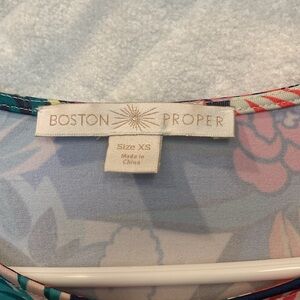 BOSTON PROPER
Size XS
Made in
China